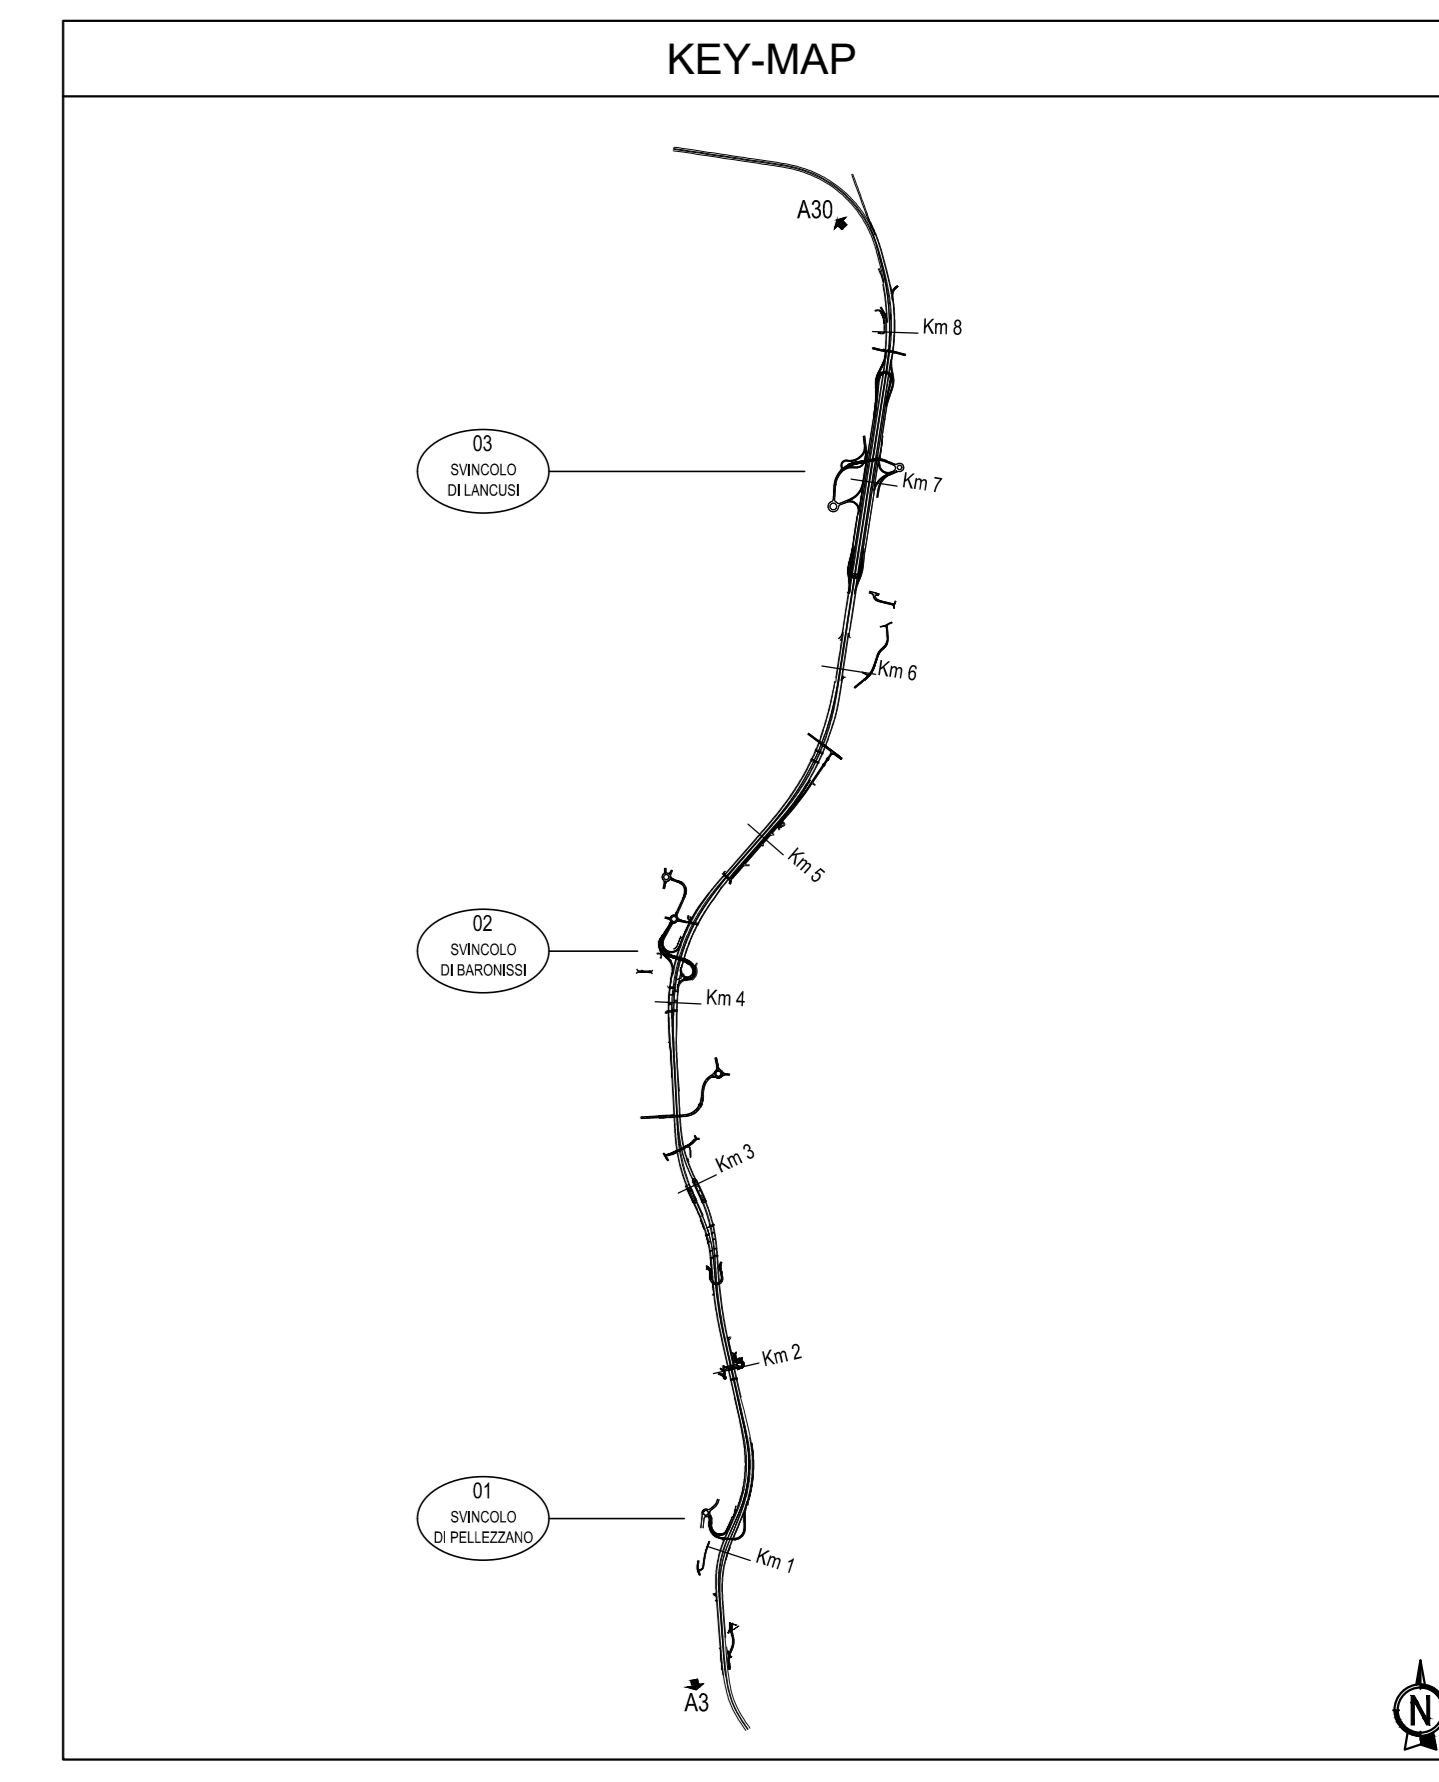 KEY-MAP
A30
Km 8
03
SVINCOLO
DI LANCUSI
Km 7
Km 6
Km 5
02
SVINCOLO
DI BARONISSI
Km 4
Km 3
Km 2
01
SVINCOLO
DI PELLEZZANO
Km 1
A3
N